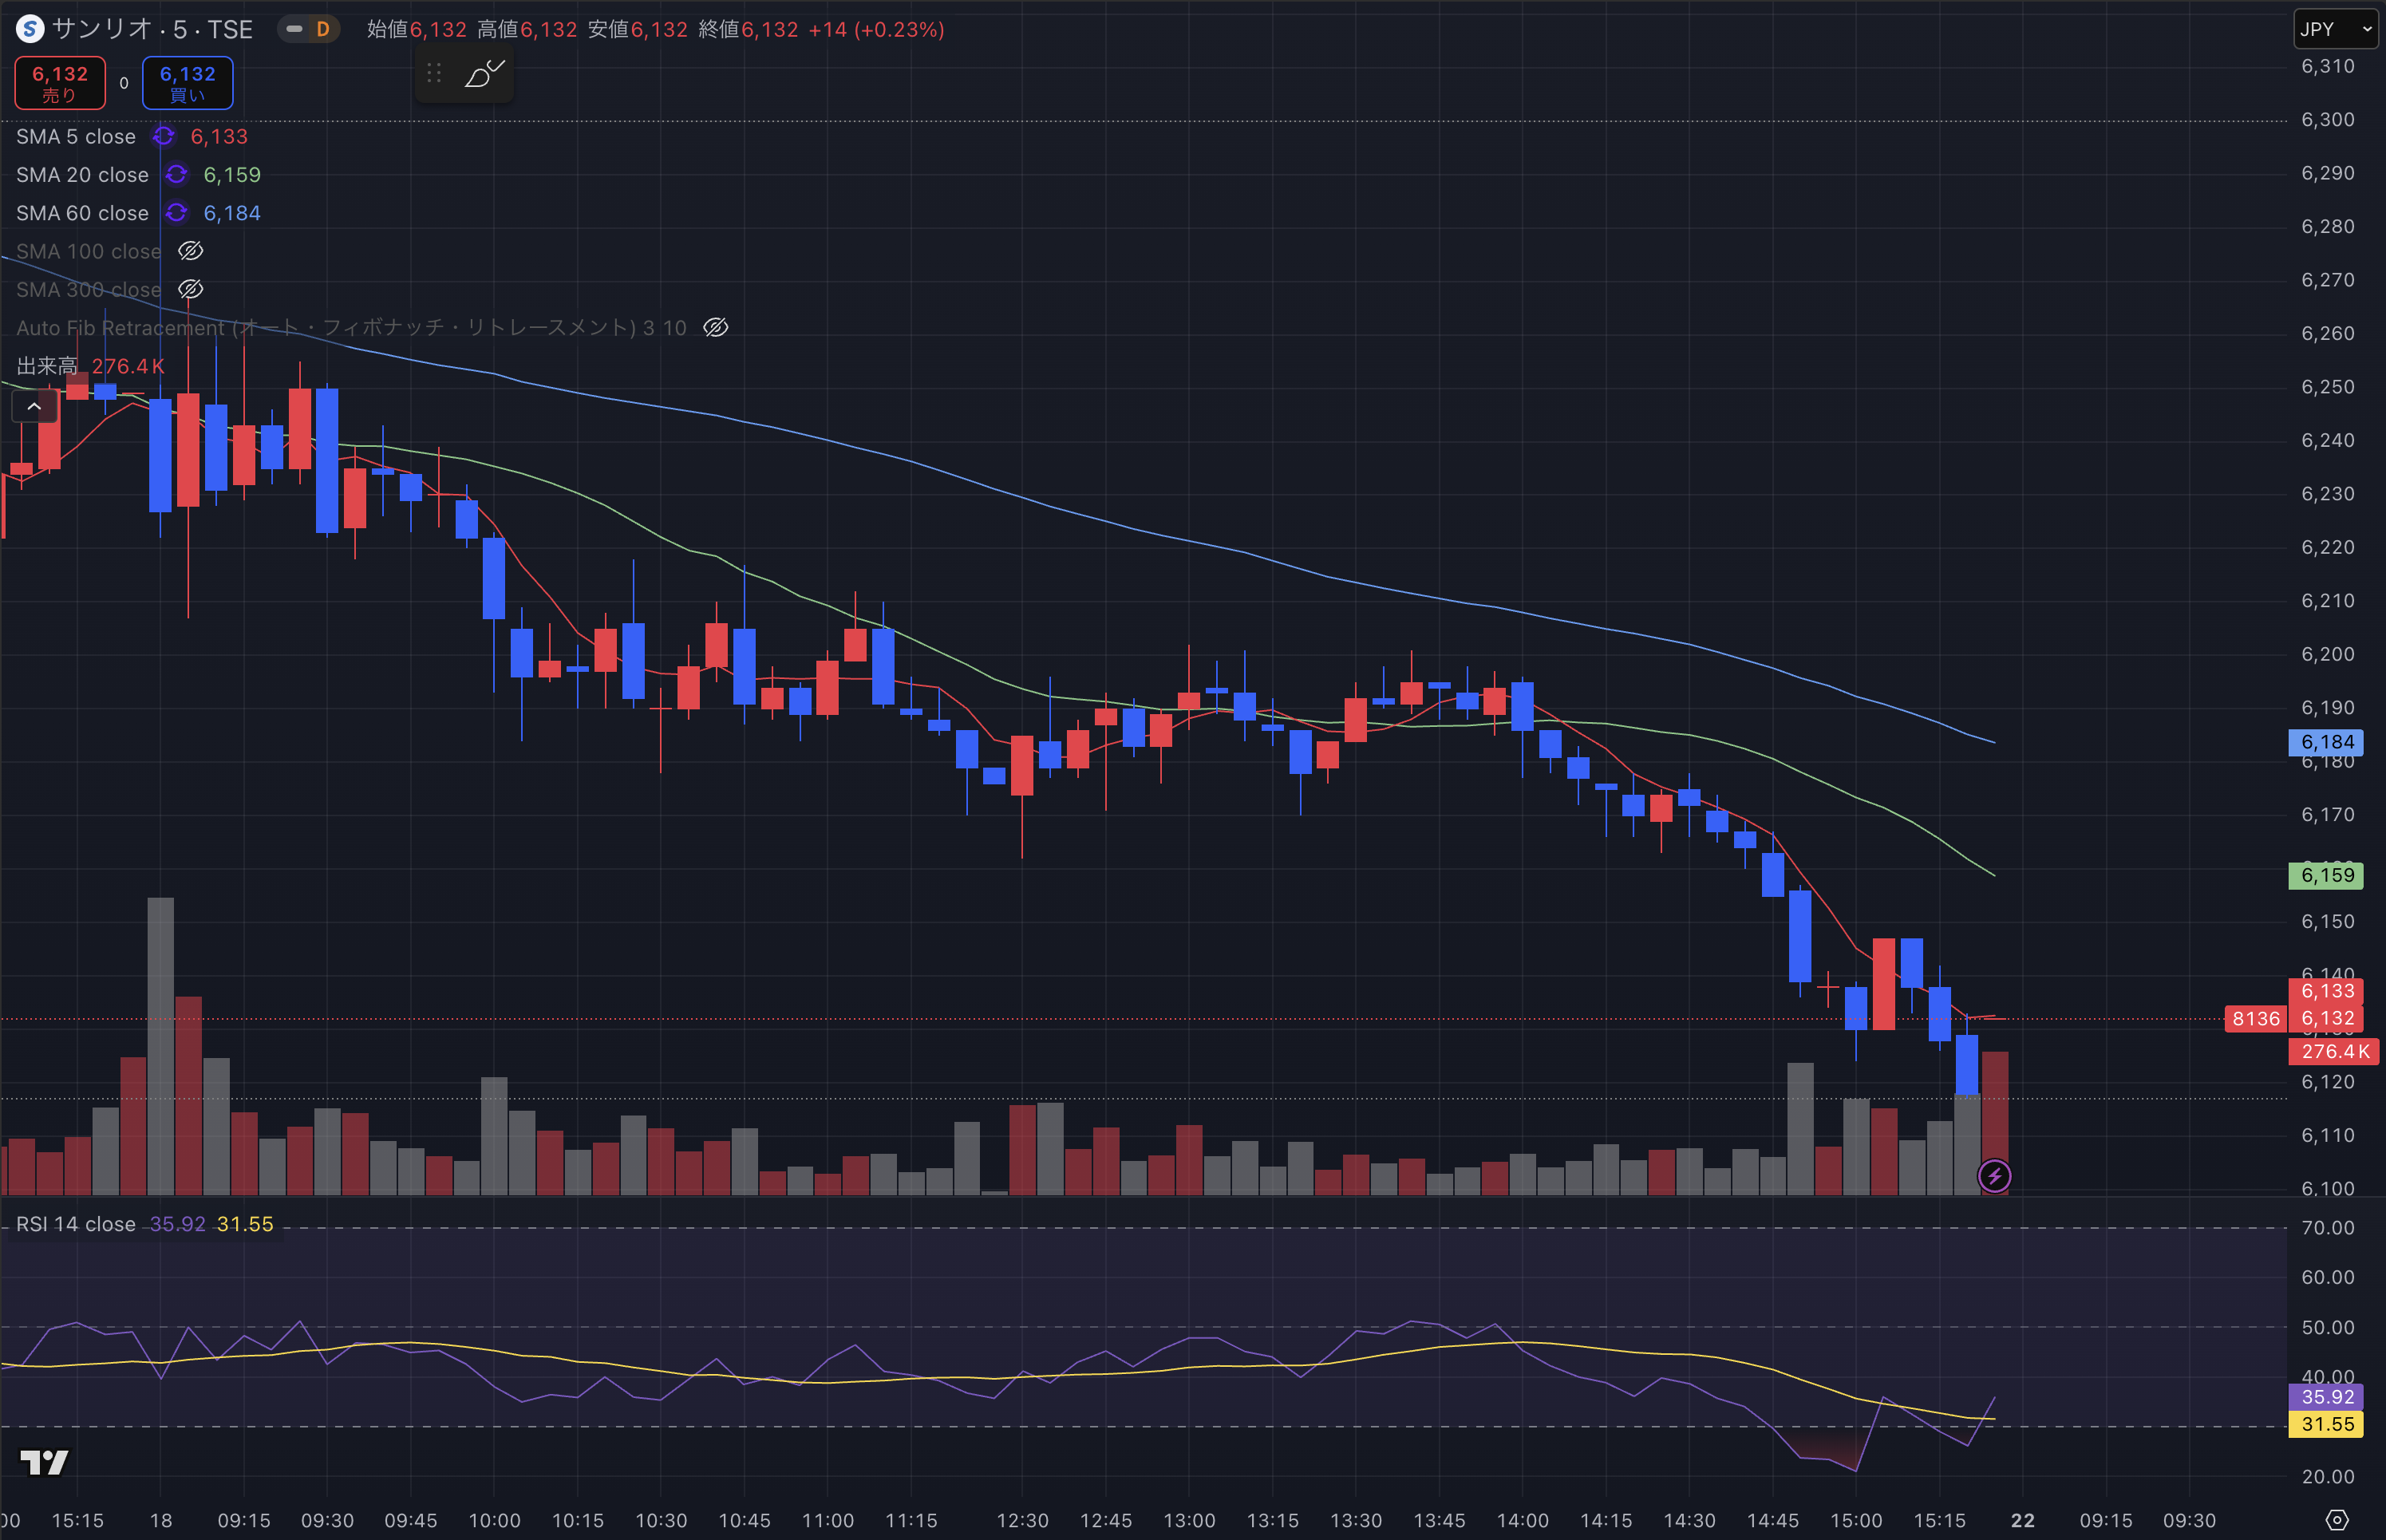 サンリオ · 5 · TSE D 始値6,132 高値6,132 安値6,132 終値6,132 +14 (+0.23%)
JPY
6,132 売り 0 6,132 買い
SMA 5 close 6,133
SMA 20 close 6,159
SMA 60 close 6,184
SMA 100 close
SMA 300 close
Auto Fib Retracement (オート・フィボナッチ・リトレースメント) 3 10
出来高 276.4K
6,310
6,300
6,290
6,280
6,270
6,260
6,250
6,240
6,230
6,220
6,210
6,200
6,190
6,184
6,180
6,170
6,159
6,150
6,140
6,133
8136 6,132
276.4K
6,120
6,110
6,100
RSI 14 close 35.92 31.55
70.00
60.00
50.00
40.00
35.92
31.55
20.00
00 15:15 18 09:15 09:30 09:45 10:00 10:15 10:30 10:45 11:00 11:15 12:30 12:45 13:00 13:15 13:30 13:45 14:00 14:15 14:30 14:45 15:00 15:15 22 09:15 09:30